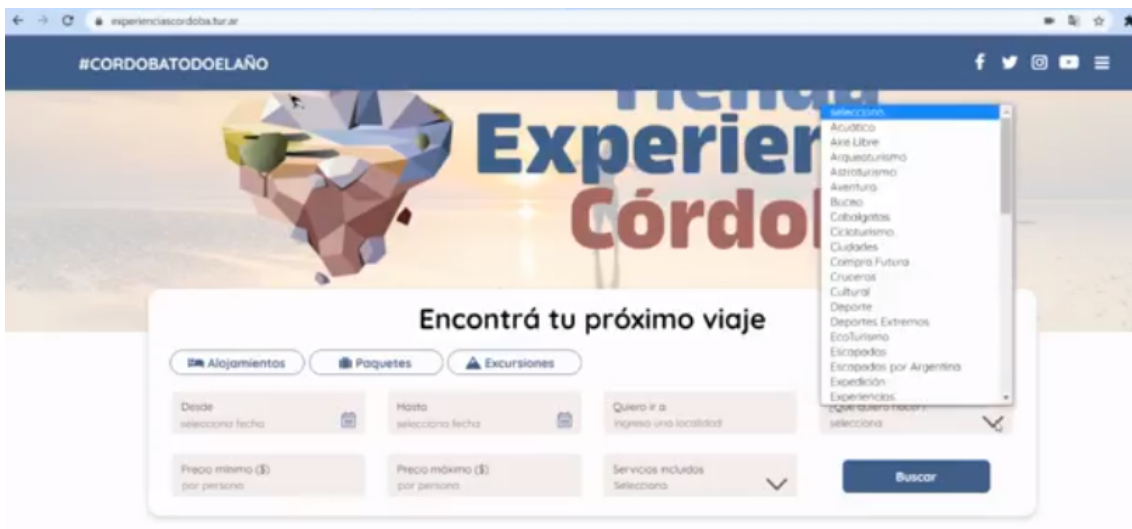 experienciascordoba.tur.ar
#CORDOBATODOELAÑO
Tienda
Experien
Córdo
selecciona
Acuático
Aire Libre
Arqueoturismo
Astroturismo
Aventura
Buceo
Cabalgatas
Cicloturismo
Ciudades
Compra Futura
Cruceros
Cultural
Deporte
Deportes Extremos
EcoTurismo
Escapadas
Escapadas por Argentina
Expedición
Experiencias
Encontrá tu próximo viaje
Alojamientos Paquetes Excursiones
Desde Hasta Quiero ir a ¿Qué quiero hacer?
selecciona fecha selecciona fecha ingresa una localidad selecciona
Precio mínimo ($) Precio máximo ($) Servicios incluidos Buscar
por persona por persona Selecciona